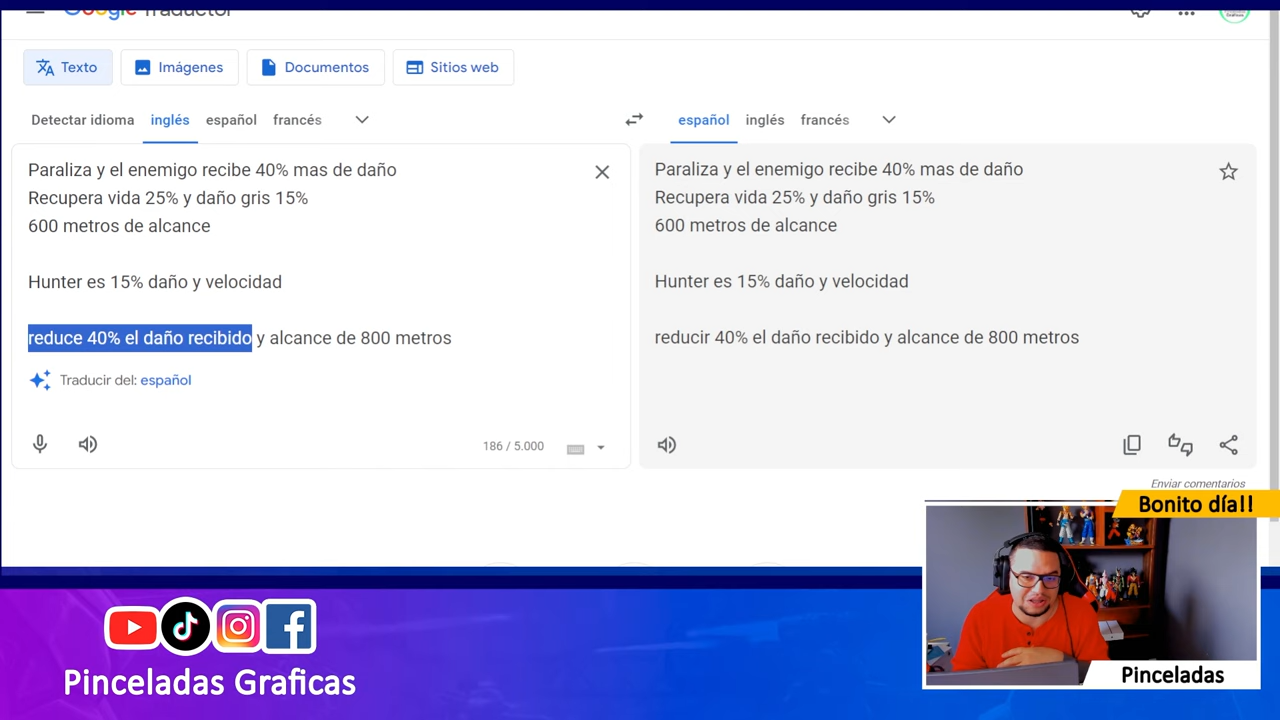 Google Traductor
Texto
Imágenes
Documentos
Sitios web
Detectar idioma
inglés
español
francés
español
inglés
francés
Paraliza y el enemigo recibe 40% mas de daño
Recupera vida 25% y daño gris 15%
600 metros de alcance
Hunter es 15% daño y velocidad
reduce 40% el daño recibido y alcance de 800 metros
Traducir del: español
186 / 5.000
Paraliza y el enemigo recibe 40% mas de daño
Recupera vida 25% y daño gris 15%
600 metros de alcance
Hunter es 15% daño y velocidad
reducir 40% el daño recibido y alcance de 800 metros
Enviar comentarios
Bonito día!!
Pinceladas
Pinceladas Graficas